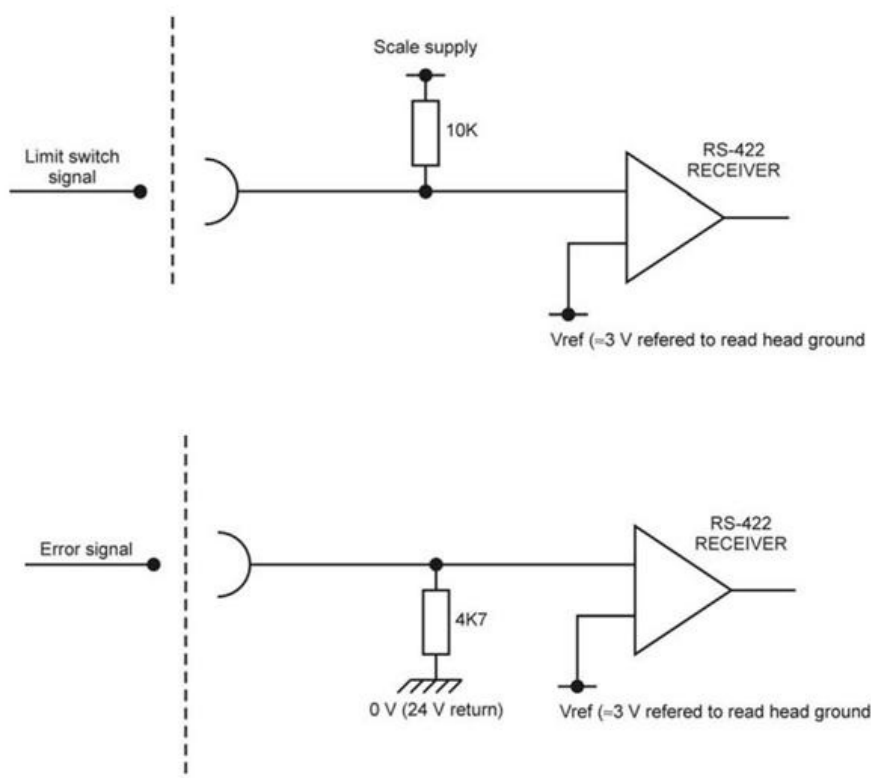 Scale supply
10K
Limit switch
signal
RS-422
RECEIVER
Vref (=3 V refered to read head ground
Error signal
RS-422
RECEIVER
4K7
0 V (24 V return)
Vref (=3 V refered to read head ground